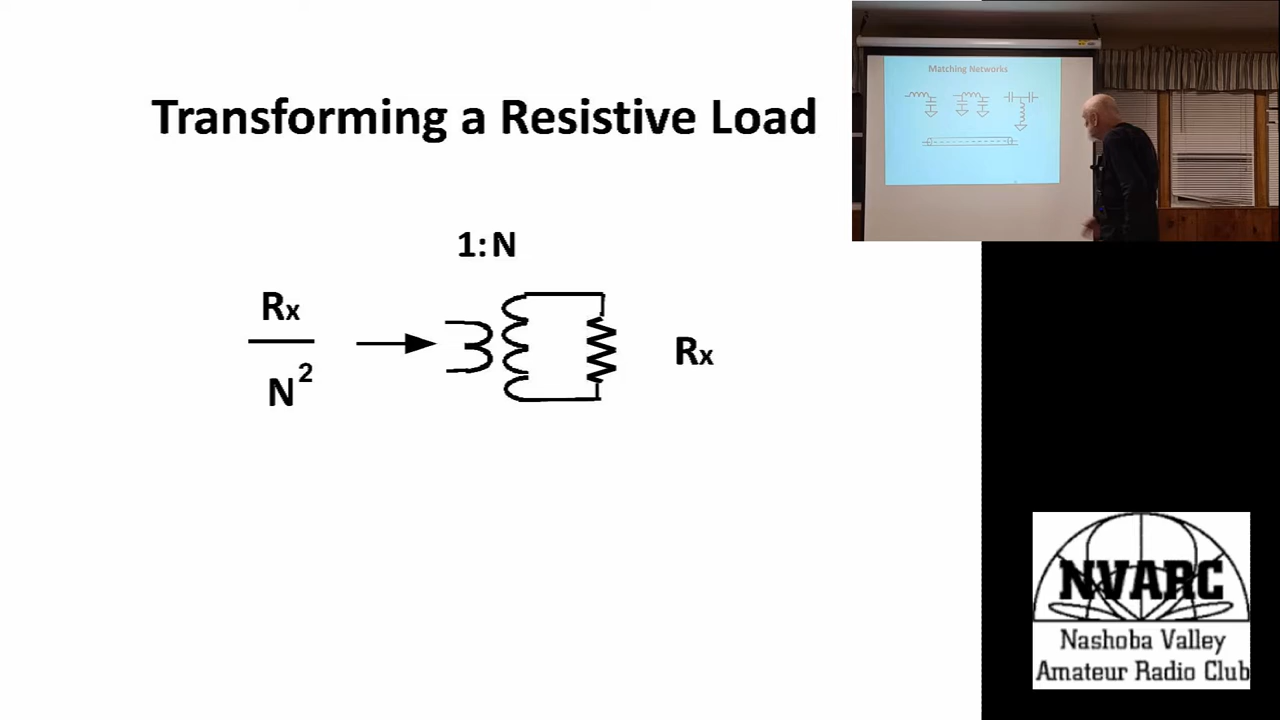 Transforming a Resistive Load
1:N
Rx
N²
Rx
Matching Networks
NVARC
Nashoba Valley
Amateur Radio Club